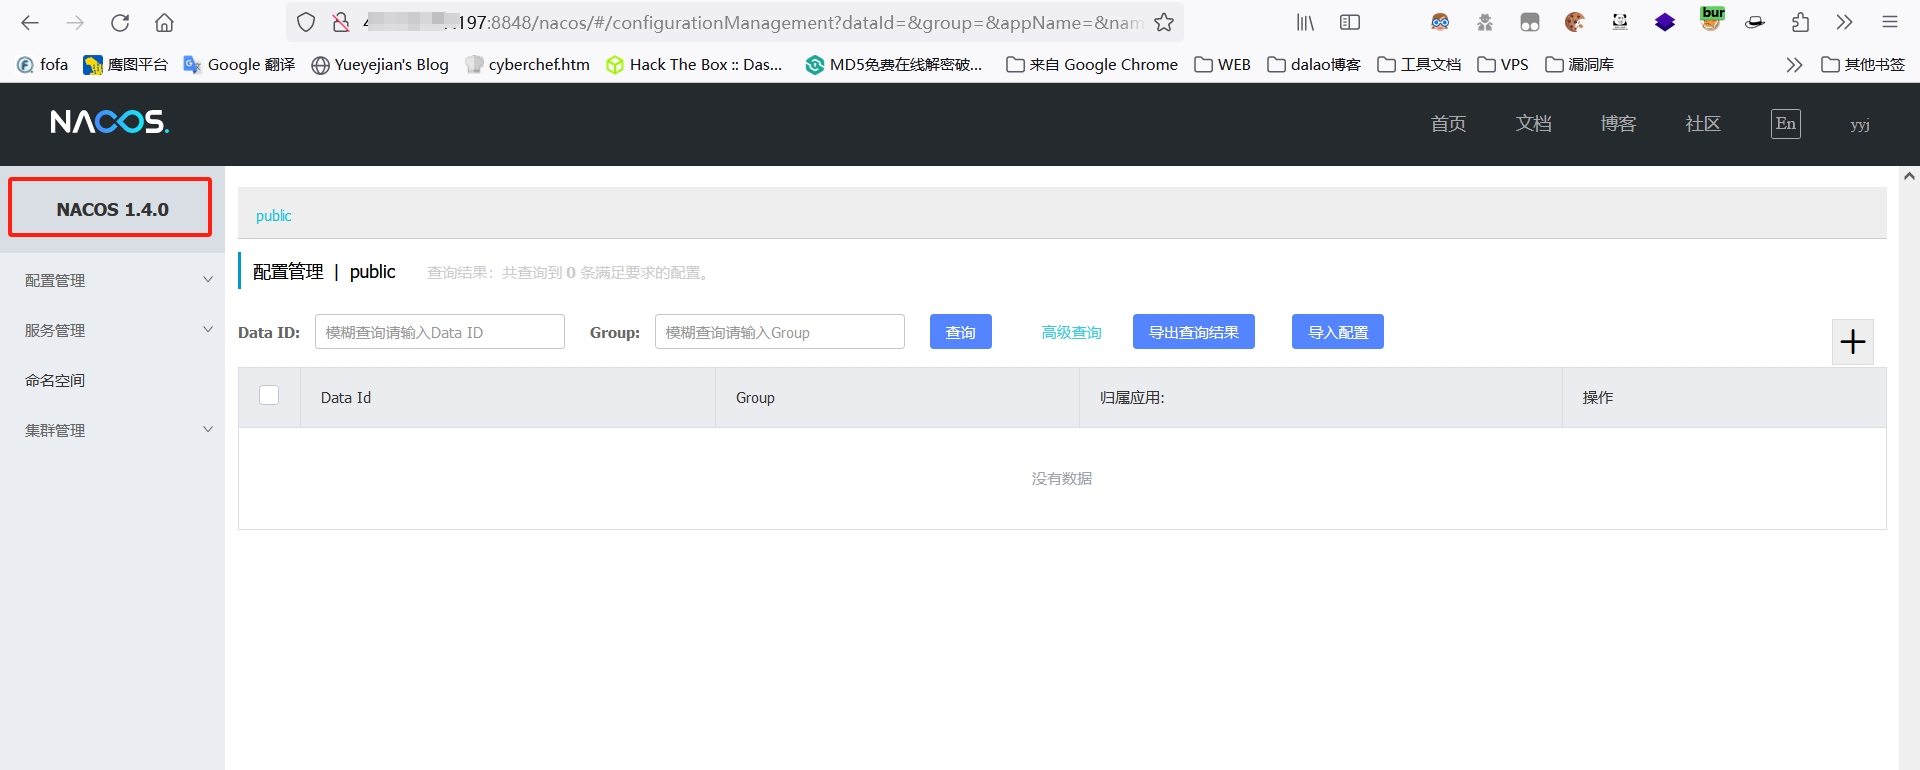 197:8848/nacos/#/configurationManagement?dataId=&group=&appName=&nam
bur
fofa 鹰图平台 Google 翻译 Yueyejian's Blog cyberchef.htm Hack The Box :: Das... MD5免费在线解密破... 来自 Google Chrome WEB dalao博客 工具文档 VPS 漏洞库 其他书签
NACOS. 首页 文档 博客 社区 En yyj
NACOS 1.4.0
public
配置管理
服务管理
命名空间
集群管理
配置管理 | public 查询结果：共查询到 0 条满足要求的配置。
Data ID: 模糊查询请输入Data ID Group: 模糊查询请输入Group 查询 高级查询 导出查询结果 导入配置
Data Id Group 归属应用: 操作
没有数据